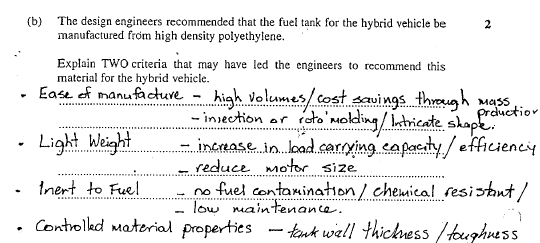 (b) The design engineers recommended that the fuel tank for the hybrid vehicle be 2
manufactured from high density polyethylene.
Explain TWO criteria that may have led the engineers to recommend this
material for the hybrid vehicle.
• Ease of manufacture – high volumes/cost savings through mass production
– injection or roto'molding/Intricate shape.
• Light Weight – increase in load carrying capacity/efficiency
– reduce motor size
• Inert to Fuel – no fuel contamination/chemical resistant/
– low maintenance.
• Controlled material properties – tank wall thickness/toughness